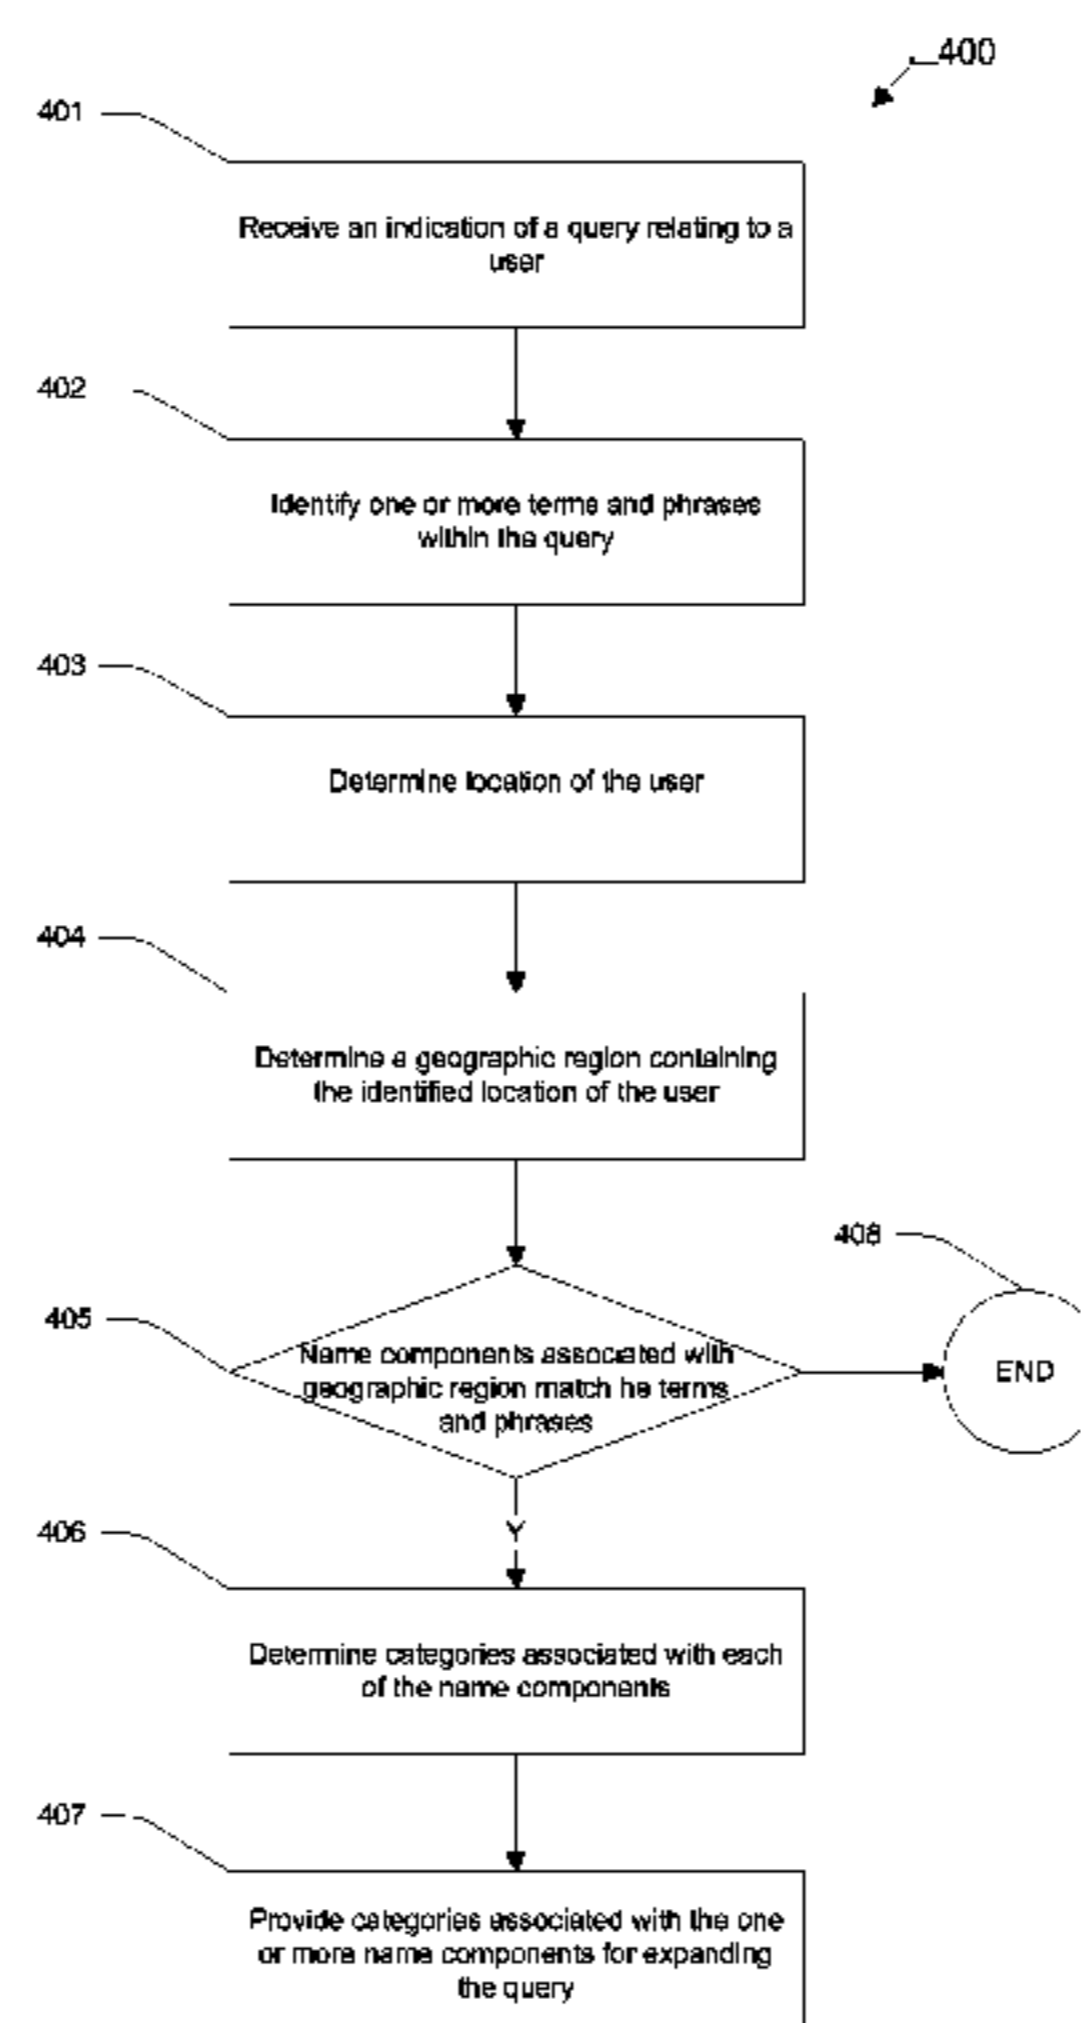 400
401
Receive an indication of a query relating to a
user
402
Identify one or more terms and phrases
within the query
403
Determine location of the user
404
Determine a geographic region containing
the identified location of the user
408
405
Name components associated with
geographic region match he terms
and phrases
END
Y
406
Determine categories associated with each
of the name components
407
Provide categories associated with the one
or more name components for expanding
the query